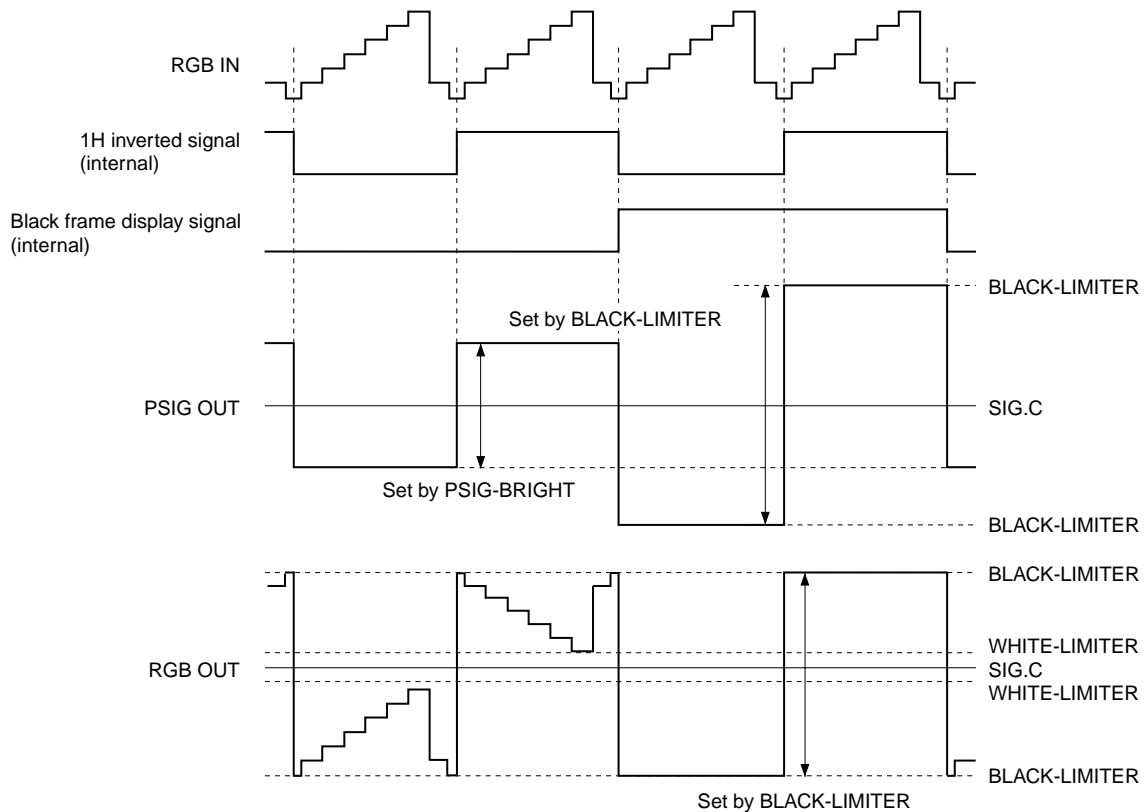 RGB IN
1H inverted signal
(internal)
Black frame display signal
(internal)
BLACK-LIMITER
Set by BLACK-LIMITER
PSIG OUT
SIG.C
Set by PSIG-BRIGHT
BLACK-LIMITER
BLACK-LIMITER
WHITE-LIMITER
RGB OUT
SIG.C
WHITE-LIMITER
BLACK-LIMITER
Set by BLACK-LIMITER